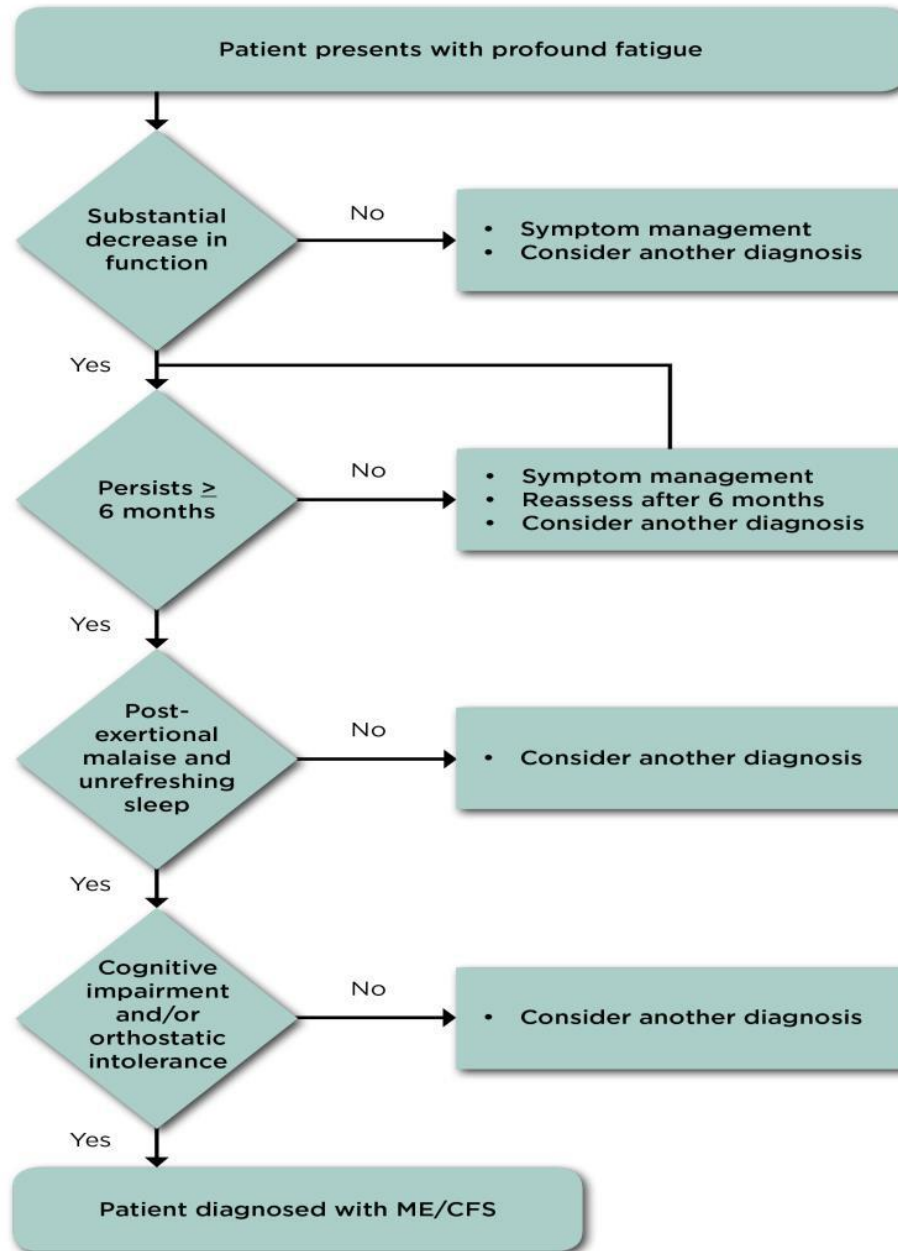 Patient presents with profound fatigue
Substantial
decrease in
function
No
• Symptom management
• Consider another diagnosis
Yes
Persists ≥
6 months
No
• Symptom management
• Reassess after 6 months
• Consider another diagnosis
Yes
Post-
exertional
malaise and
unrefreshing
sleep
No
• Consider another diagnosis
Yes
Cognitive
impairment
and/or
orthostatic
intolerance
No
• Consider another diagnosis
Yes
Patient diagnosed with ME/CFS